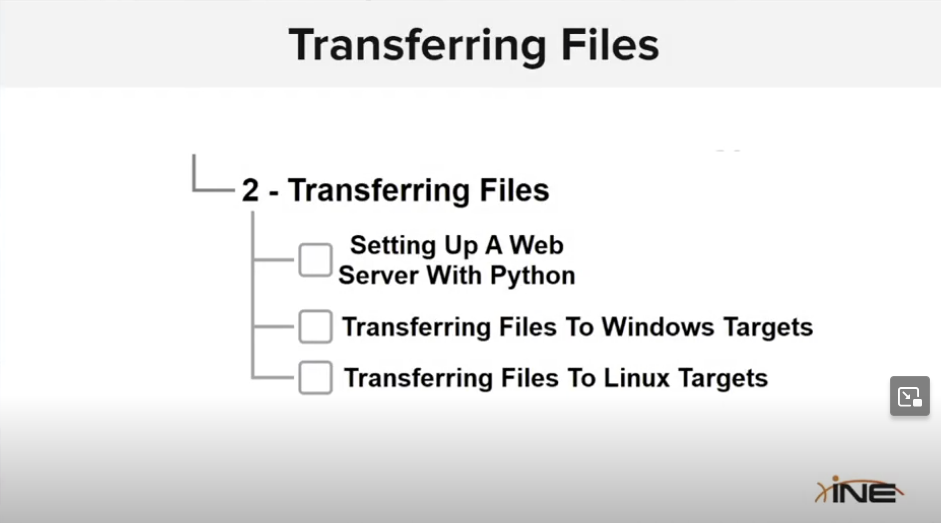 Transferring Files
2 - Transferring Files
Setting Up A Web
Server With Python
Transferring Files To Windows Targets
Transferring Files To Linux Targets
INE